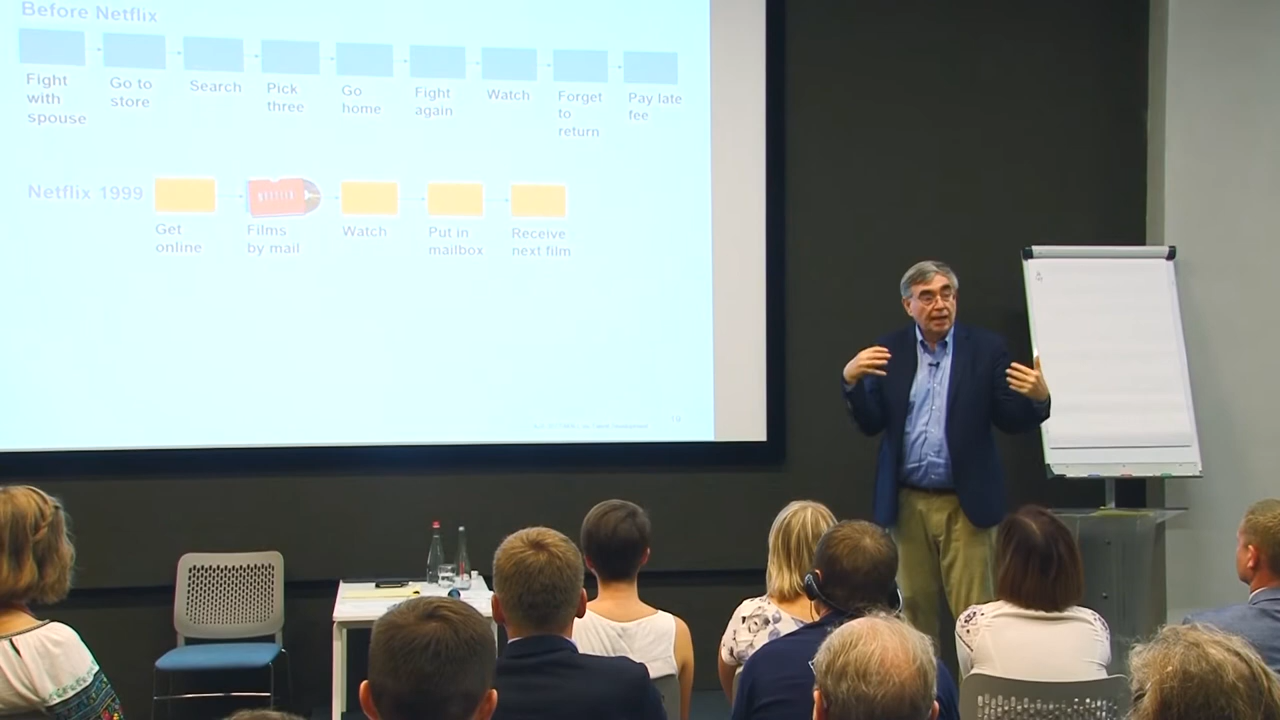 Before Netflix
Fight
with
spouse
Go to
store
Search
Pick
three
Go
home
Fight
again
Watch
Forget
to
return
Pay late
fee
Netflix 1999
Get
online
Films
by mail
Watch
Put in
mailbox
Receive
next film